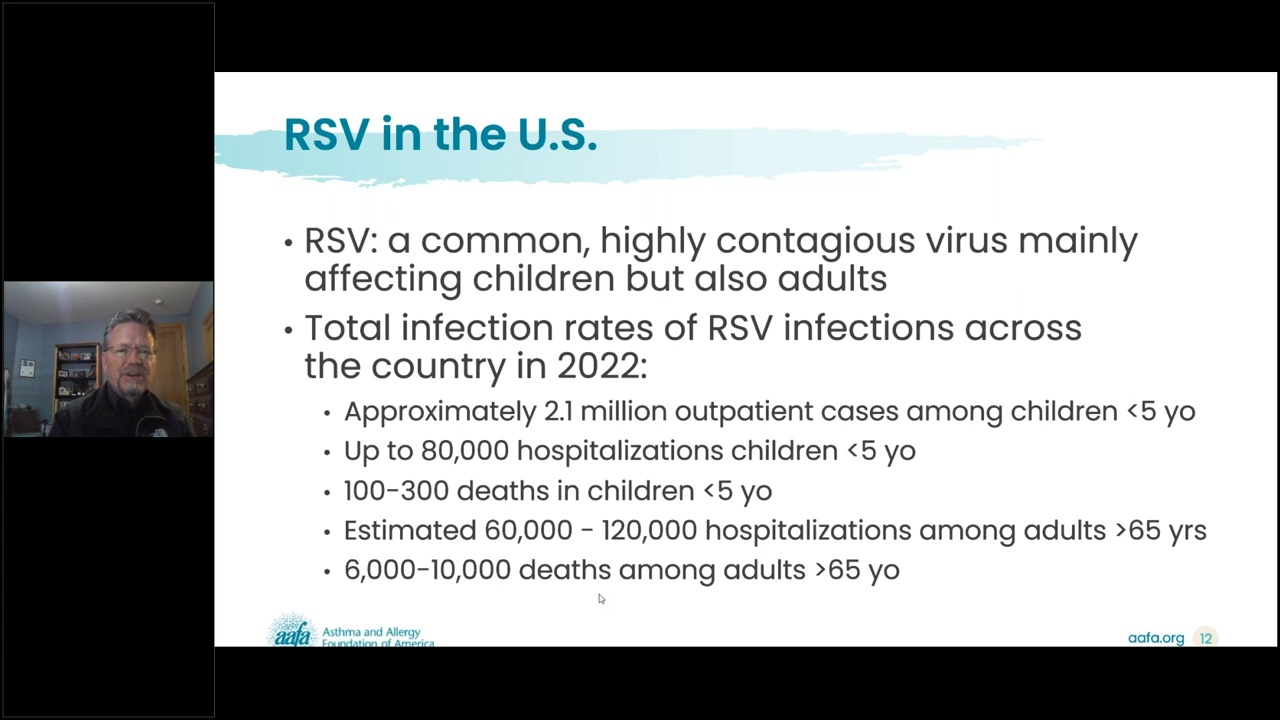 RSV in the U.S.
• RSV: a common, highly contagious virus mainly
affecting children but also adults
• Total infection rates of RSV infections across
the country in 2022:
• Approximately 2.1 million outpatient cases among children <5 yo
• Up to 80,000 hospitalizations children <5 yo
• 100-300 deaths in children <5 yo
• Estimated 60,000 - 120,000 hospitalizations among adults >65 yrs
• 6,000-10,000 deaths among adults >65 yo
aafa
Asthma and Allergy
Foundation of America
aafa.org 12